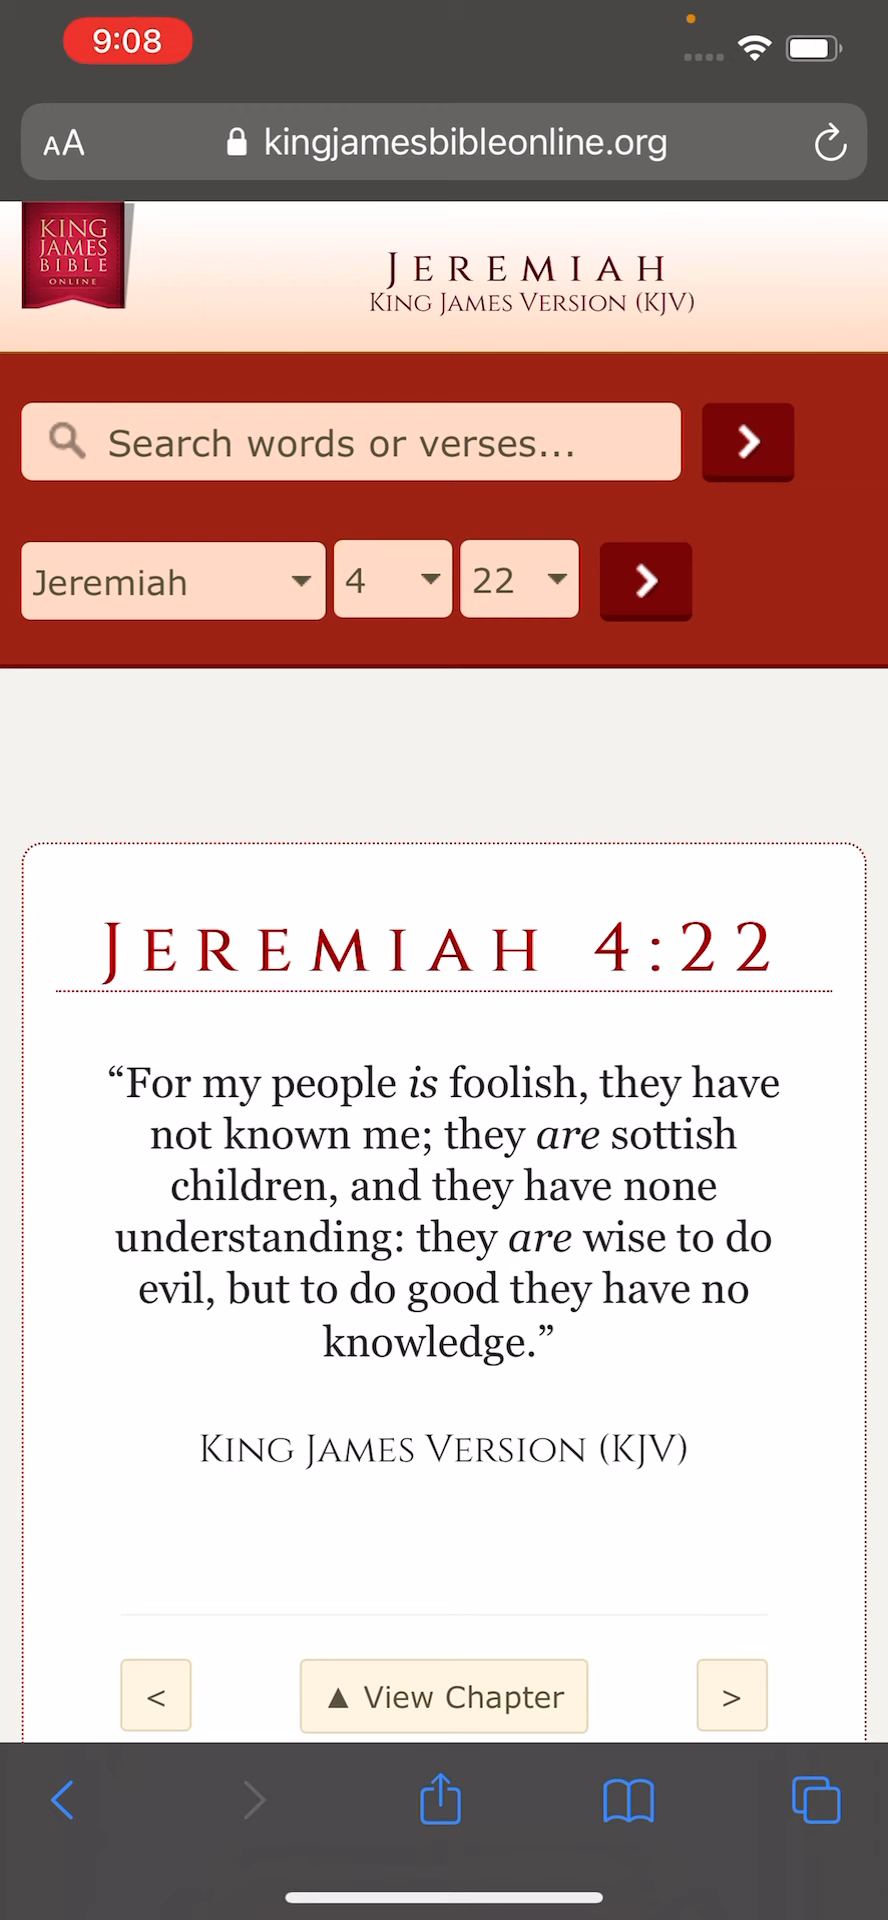 9:08
AA
kingjamesbibleonline.org
KING
JAMES
BIBLE
ONLINE
JEREMIAH
KING JAMES VERSION (KJV)
Search words or verses...
Jeremiah
4
22
JEREMIAH 4:22
“For my people is foolish, they have
not known me; they are sottish
children, and they have none
understanding: they are wise to do
evil, but to do good they have no
knowledge.”
KING JAMES VERSION (KJV)
<
▲ View Chapter
>